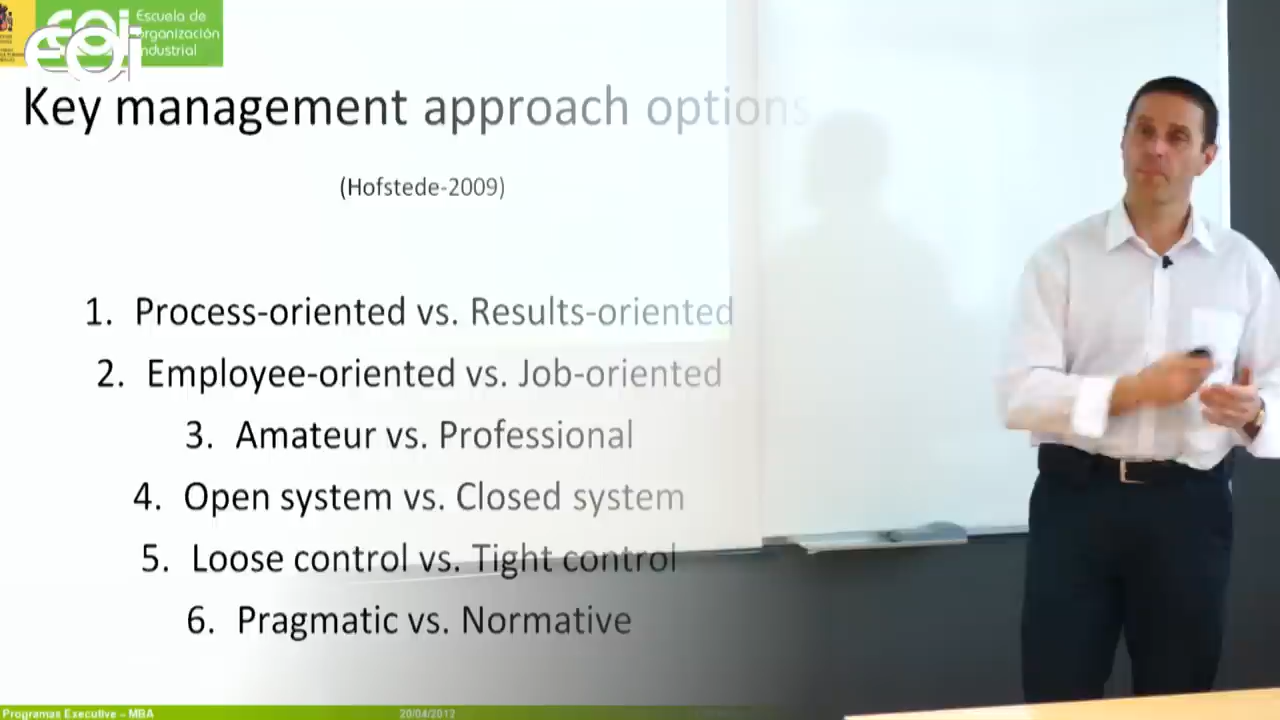 Escuela de
organización
industrial
eoi
Key management approach options
(Hofstede-2009)
1. Process-oriented vs. Results-oriented
2. Employee-oriented vs. Job-oriented
3. Amateur vs. Professional
4. Open system vs. Closed system
5. Loose control vs. Tight control
6. Pragmatic vs. Normative
Programas Executive – MBA
20/04/2012